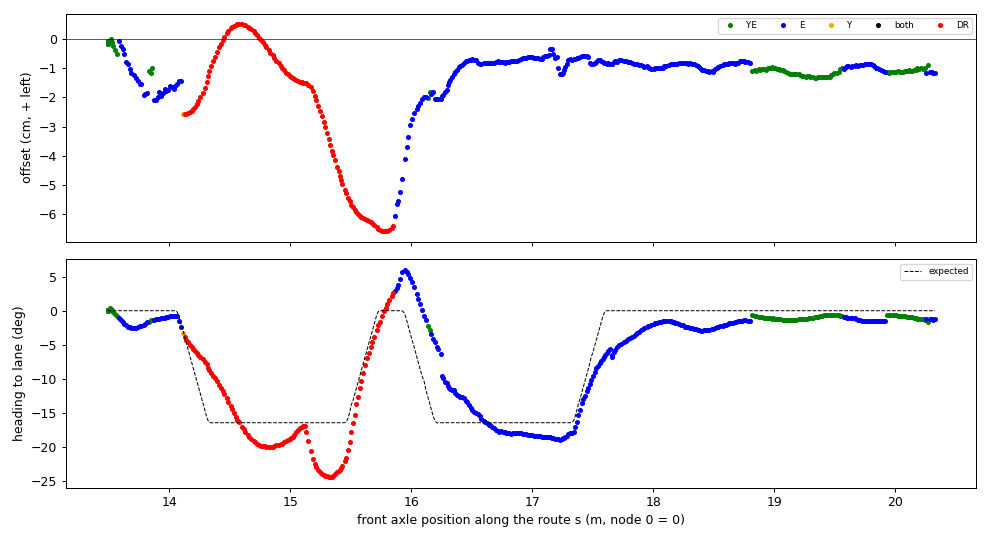 YE E Y both DR
0
−1
−2
−3
−4
−5
−6
offset (cm, + left)
expected
5
0
−5
−10
−15
−20
−25
heading to lane (deg)
14 15 16 17 18 19 20
front axle position along the route s (m, node 0 = 0)